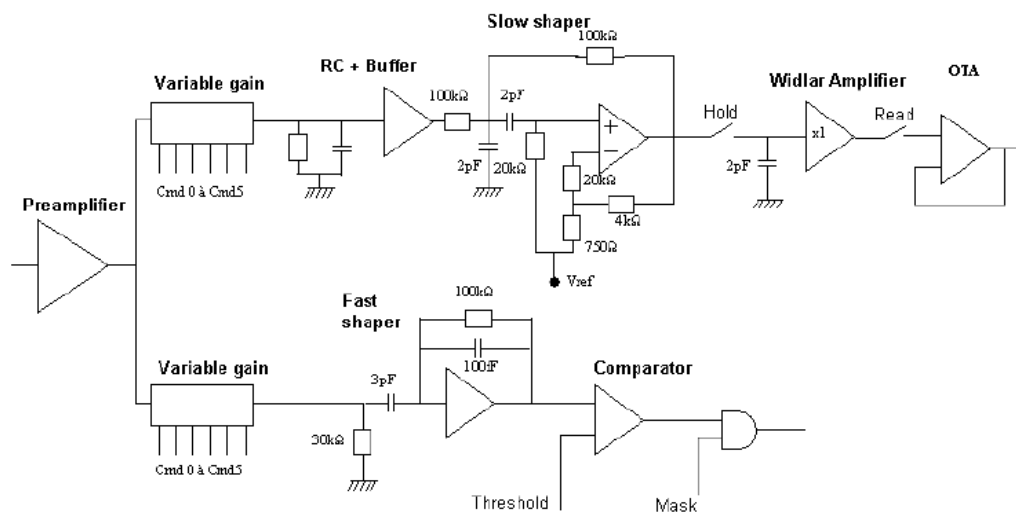 Slow shaper
100kΩ
Variable gain
RC + Buffer
Widlar Amplifier
OTA
100kΩ
2pF
Hold
Read
+
x1
−
2pF
20kΩ
20kΩ
2pF
Cmd 0 à Cmd5
4kΩ
Preamplifier
750Ω
Vref
Fast
shaper
100kΩ
Variable gain
100fF
Comparator
3pF
30kΩ
Cmd 0 à Cmd5
Threshold
Mask